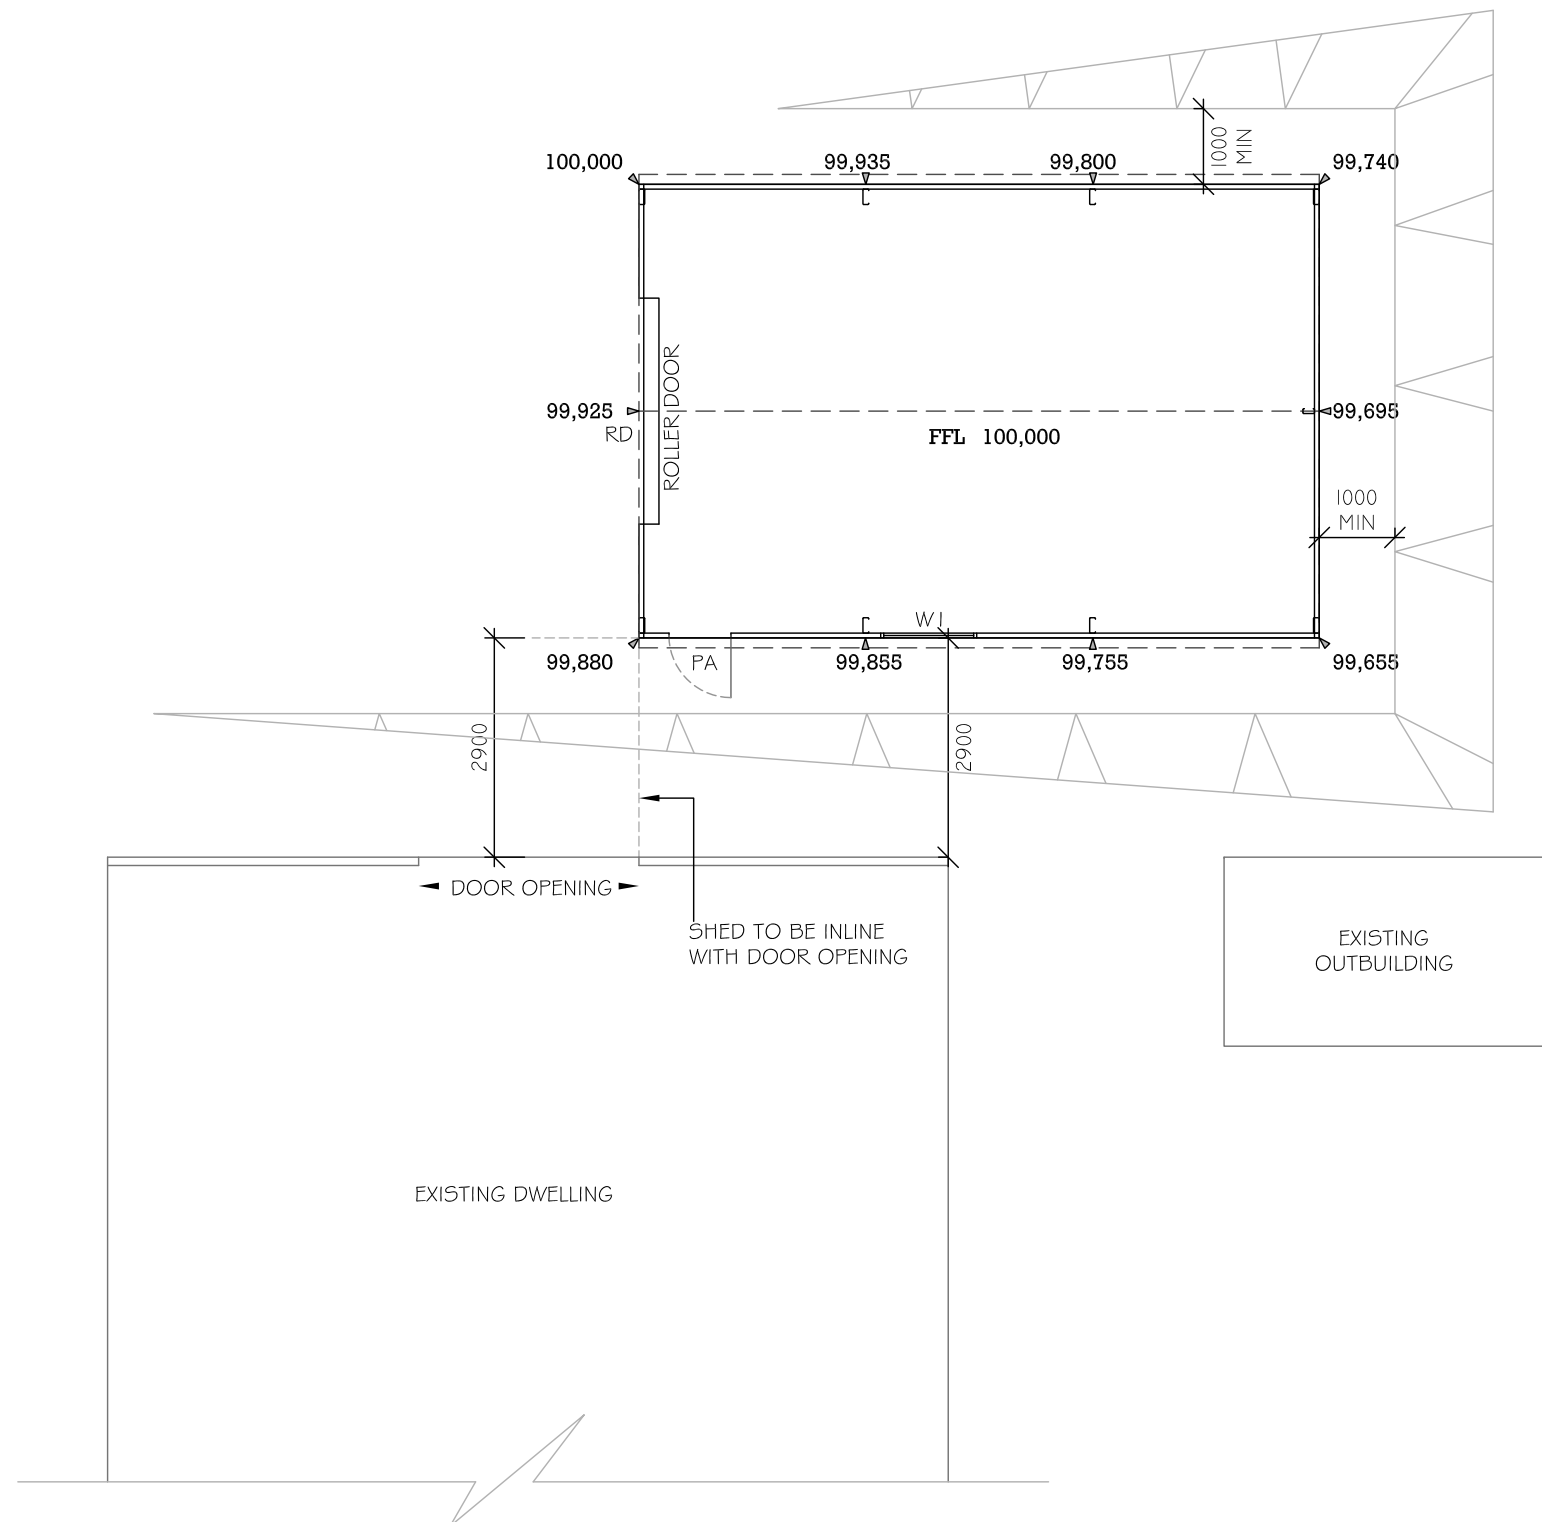 1000
MIN
100,000
99,935
99,800
99,740
ROLLER DOOR
99,925
RD
99,695
FFL 100,000
1000
MIN
W1
99,880
PA
99,855
99,755
99,655
2900
2900
DOOR OPENING
SHED TO BE INLINE
WITH DOOR OPENING
EXISTING
OUTBUILDING
EXISTING DWELLING